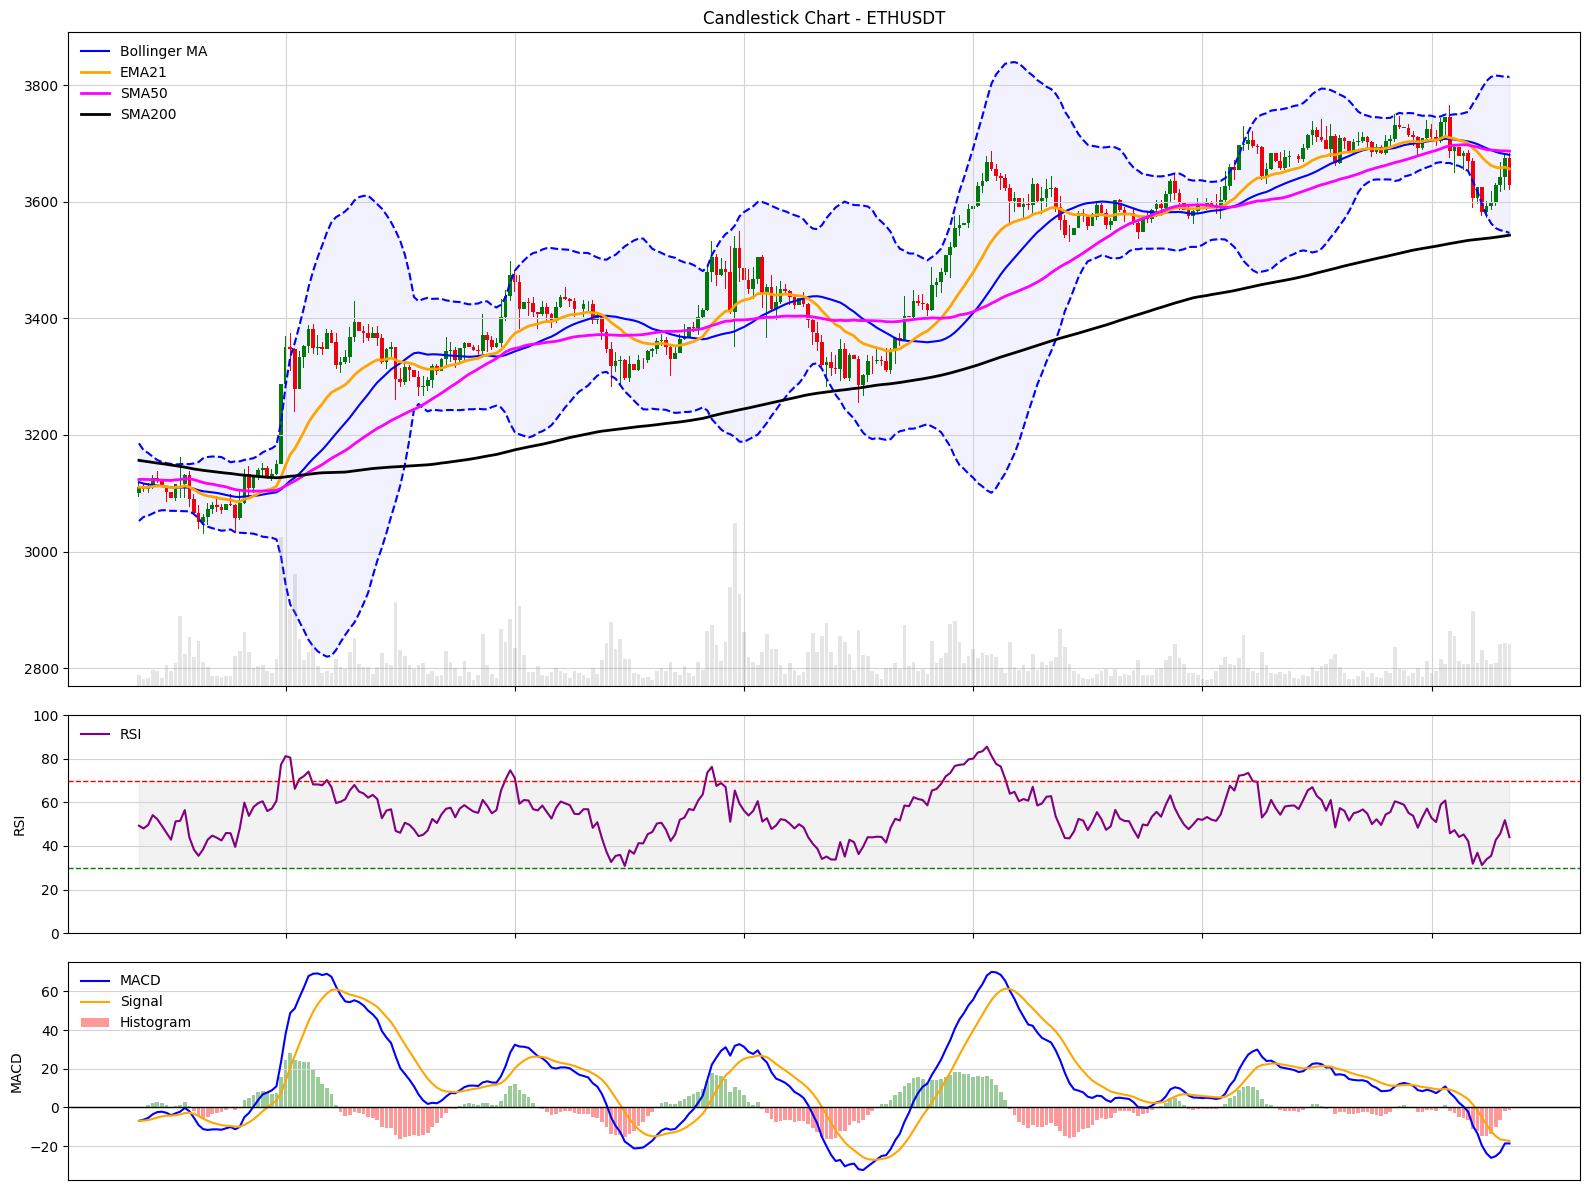 Candlestick Chart - ETHUSDT
Bollinger MA
EMA21
SMA50
SMA200
3800
3600
3400
3200
3000
2800
RSI
100
80
60
40
20
0
RSI
MACD
Signal
Histogram
60
40
20
0
−20
MACD